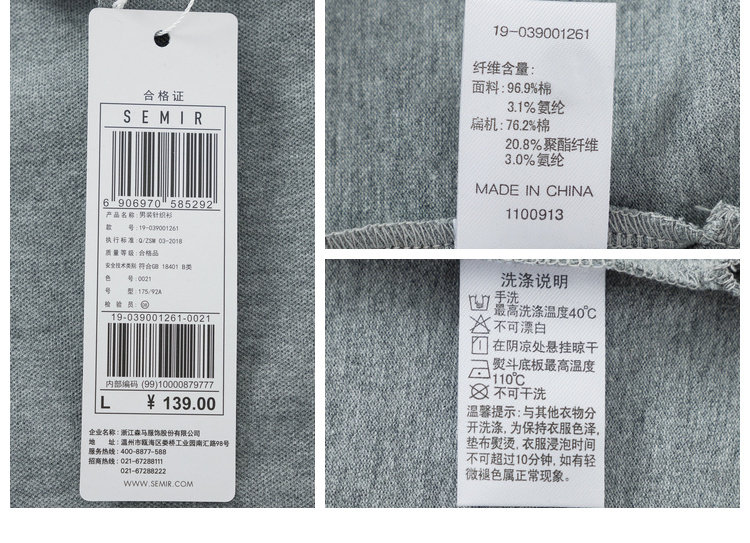 合格证
SEMIR
6 906970 585292
产品名称: 男装针织衫
款 号: 19-039001261
执行标准: Q/ZSM 03-2018
质量等级: 合格品
安全技术类别: 符合GB 18401 B类
色 号: 0021
号 型: 175/92A
检 验 员:
19-039001261-0021
内部编码 (99)10000879777
L ¥ 139.00
企业名称: 浙江森马服饰股份有限公司
地 址: 温州市瓯海区娄桥工业园南汇路98号
服务热线: 400-8877-588
招商热线: 021-67288111
021-67288222
WWW.SEMIR.COM
19-039001261
纤维含量:
面料: 96.9%棉
3.1%氨纶
扁机: 76.2%棉
20.8%聚酯纤维
3.0%氨纶
MADE IN CHINA
1100913
洗涤说明
手洗
最高洗涤温度40℃
不可漂白
在阴凉处悬挂晾干
熨斗底板最高温度
110℃
不可干洗
温馨提示: 与其他衣物分
开洗涤, 为保持衣服色泽,
垫布熨烫, 衣服浸泡时间
不可超过10分钟, 如有轻
微褪色属正常现象。